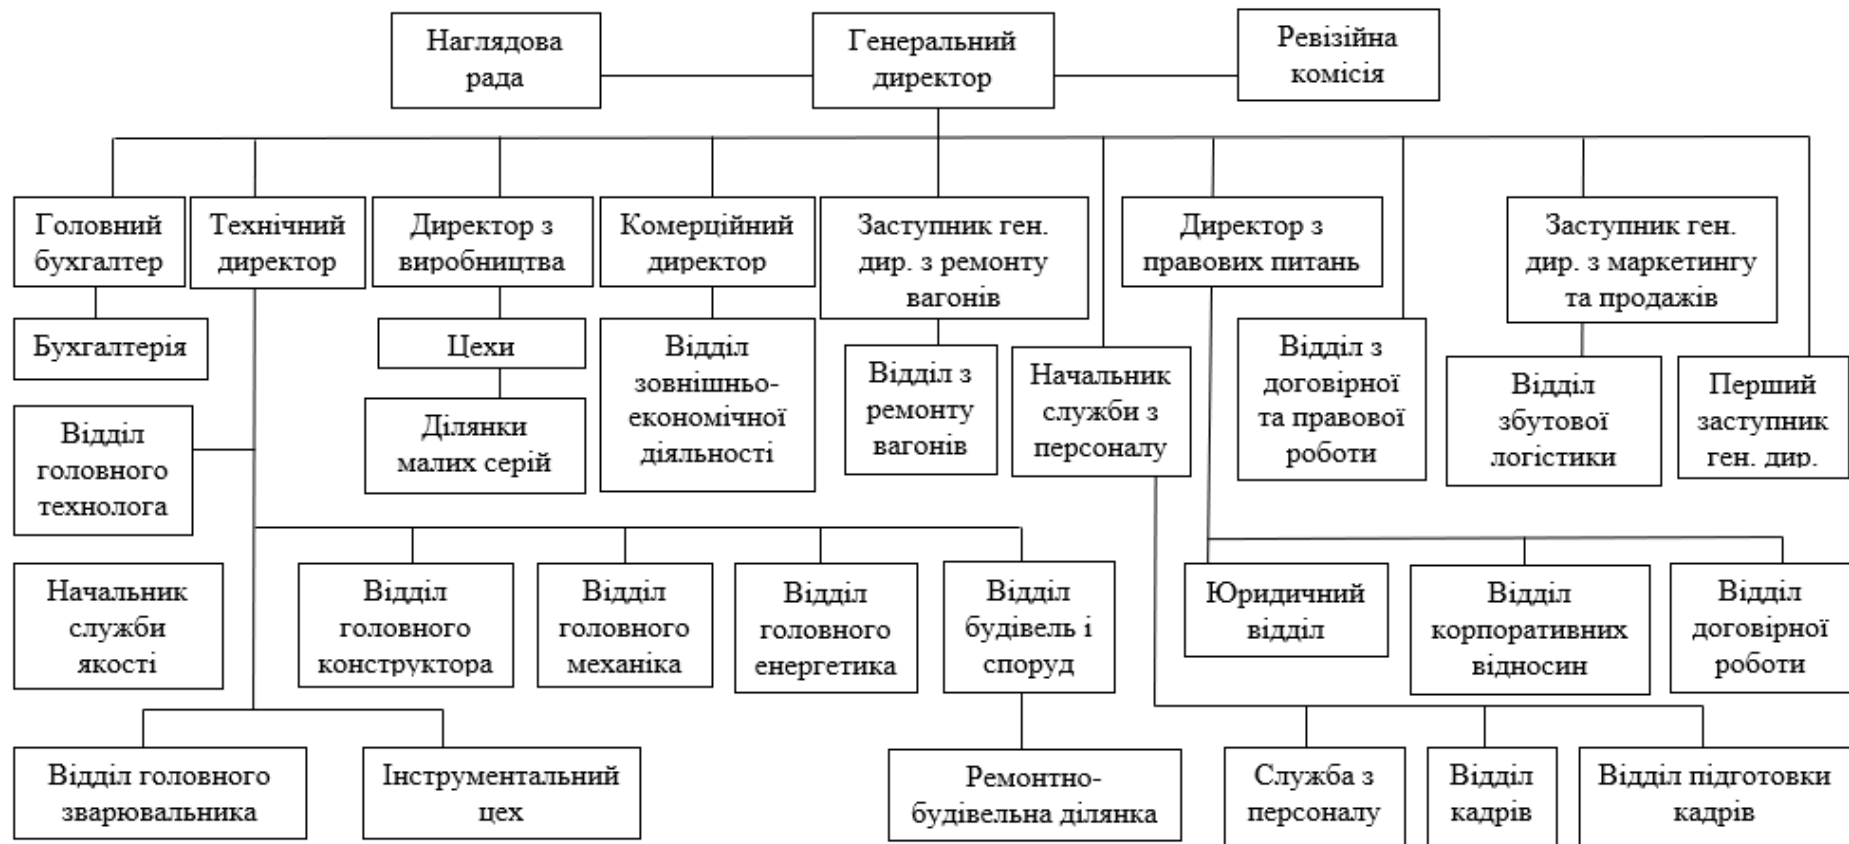 Наглядова
рада
Генеральний
директор
Ревізійна
комісія
Головний
бухгалтер
Технічний
директор
Директор з
виробництва
Комерційний
директор
Заступник ген.
дир. з ремонту
вагонів
Директор з
правових питань
Заступник ген.
дир. з маркетингу
та продажів
Бухгалтерія
Цехи
Відділ
зовнішньо-
економічної
діяльності
Відділ з
ремонту
вагонів
Начальник
служби з
персоналу
Відділ з
договірної
та правової
роботи
Відділ
збутової
логістики
Перший
заступник
ген. дир.
Відділ
головного
технолога
Ділянки
малих серій
Начальник
служби
якості
Відділ
головного
конструктора
Відділ
головного
механіка
Відділ
головного
енергетика
Відділ
будівель і
споруд
Юридичний
відділ
Відділ
корпоративних
відносин
Відділ
договірної
роботи
Відділ головного
зварювальника
Інструментальний
цех
Ремонтно-
будівельна ділянка
Служба з
персоналу
Відділ
кадрів
Відділ підготовки
кадрів